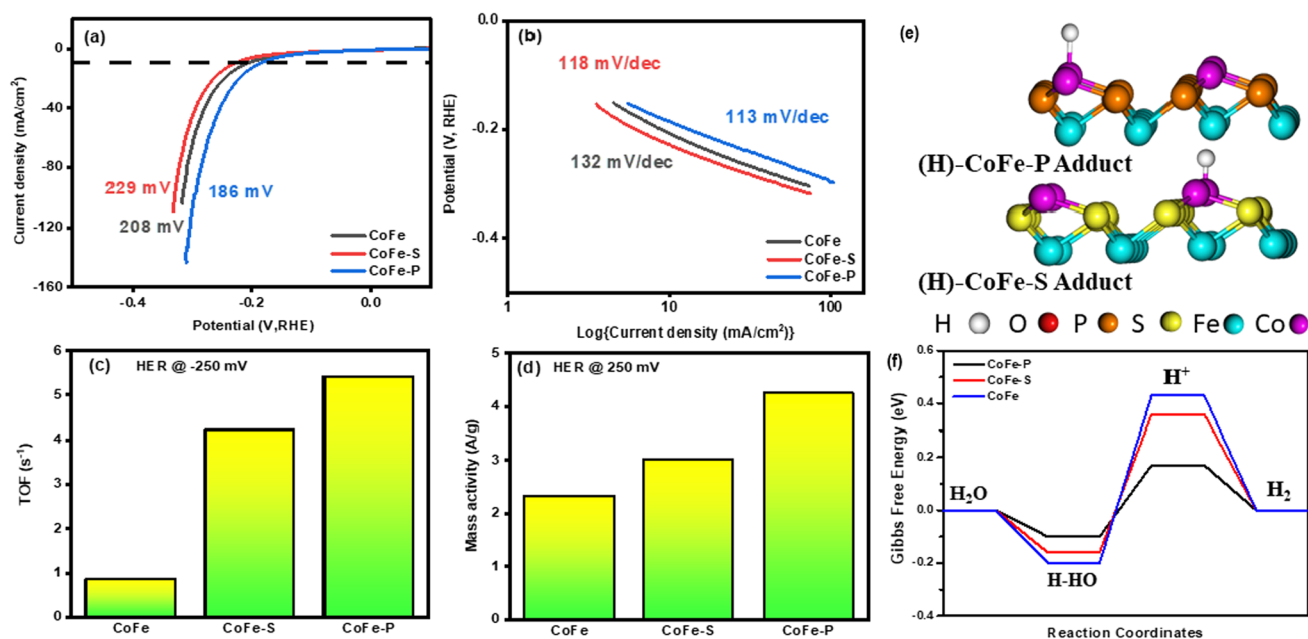 (a)
Current density (mA/cm²)
0
-40
-80
-120
-160
229 mV
208 mV
186 mV
CoFe
CoFe-S
CoFe-P
-0.4
-0.2
0.0
Potential (V,RHE)
(b)
Potential (V, RHE)
0.0
-0.2
-0.4
118 mV/dec
113 mV/dec
132 mV/dec
CoFe
CoFe-S
CoFe-P
1
10
100
Log{Current density (mA/cm²)}
(e)
(H)-CoFe-P Adduct
(H)-CoFe-S Adduct
H O P S Fe Co
(c)
HER @ -250 mV
TOF (s⁻¹)
6
5
4
3
2
1
0
CoFe
CoFe-S
CoFe-P
(d)
HER @ 250 mV
Mass activity (A/g)
5
4
3
2
1
0
CoFe
CoFe-S
CoFe-P
(f)
Gibbs Free Energy (eV)
0.6
0.4
0.2
0.0
-0.2
-0.4
CoFe-P
CoFe-S
CoFe
H⁺
H₂O
H₂
H-HO
Reaction Coordinates